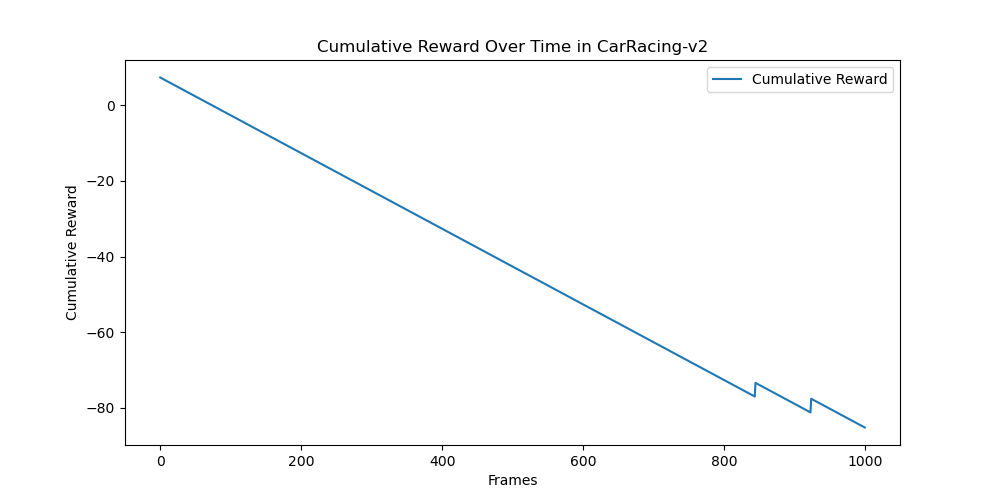 Cumulative Reward Over Time in CarRacing-v2
Cumulative Reward
0
−20
−40
−60
−80
Cumulative Reward
0 200 400 600 800 1000
Frames